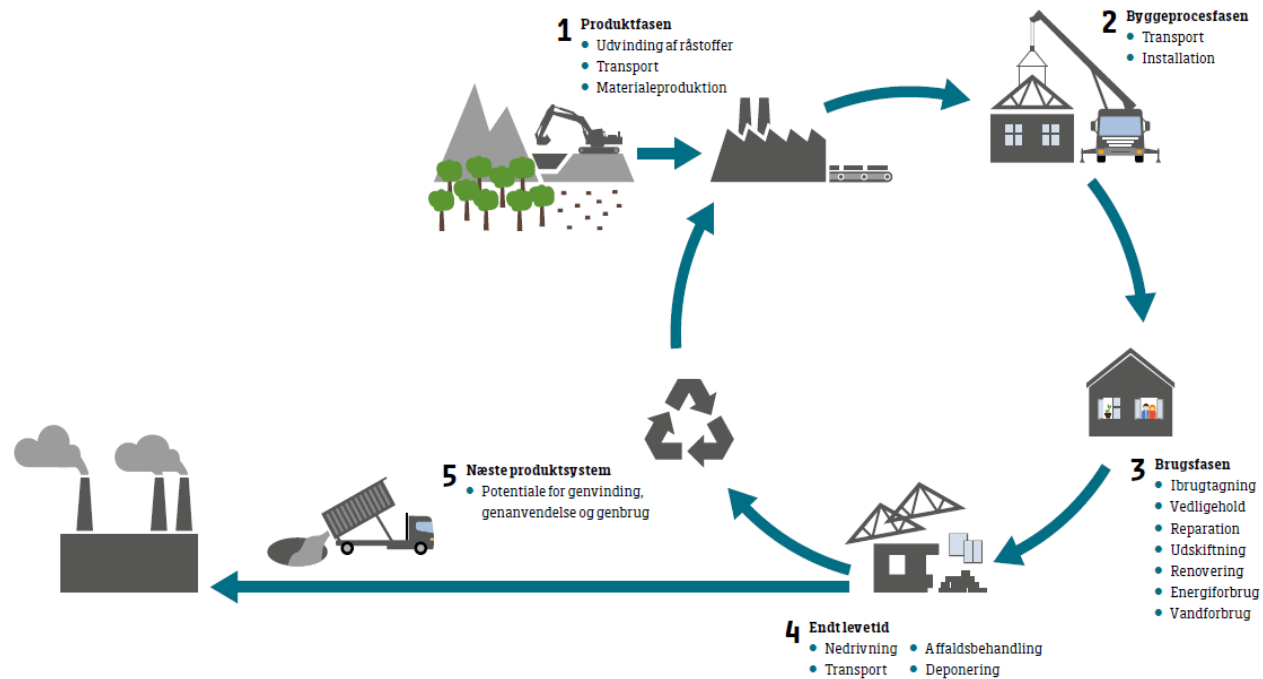 1 Produktfasen
• Udvinding af råstoffer
• Transport
• Materialeproduktion
2 Byggeprocesfasen
• Transport
• Installation
3 Brugsfasen
• Ibrugtagning
• Vedligehold
• Reparation
• Udskiftning
• Renovering
• Energiforbrug
• Vandforbrug
4 Endt levetid
• Nedrivning • Affaldsbehandling
• Transport • Deponering
5 Næste produktsystem
• Potentiale for genvinding,
genanvendelse og genbrug